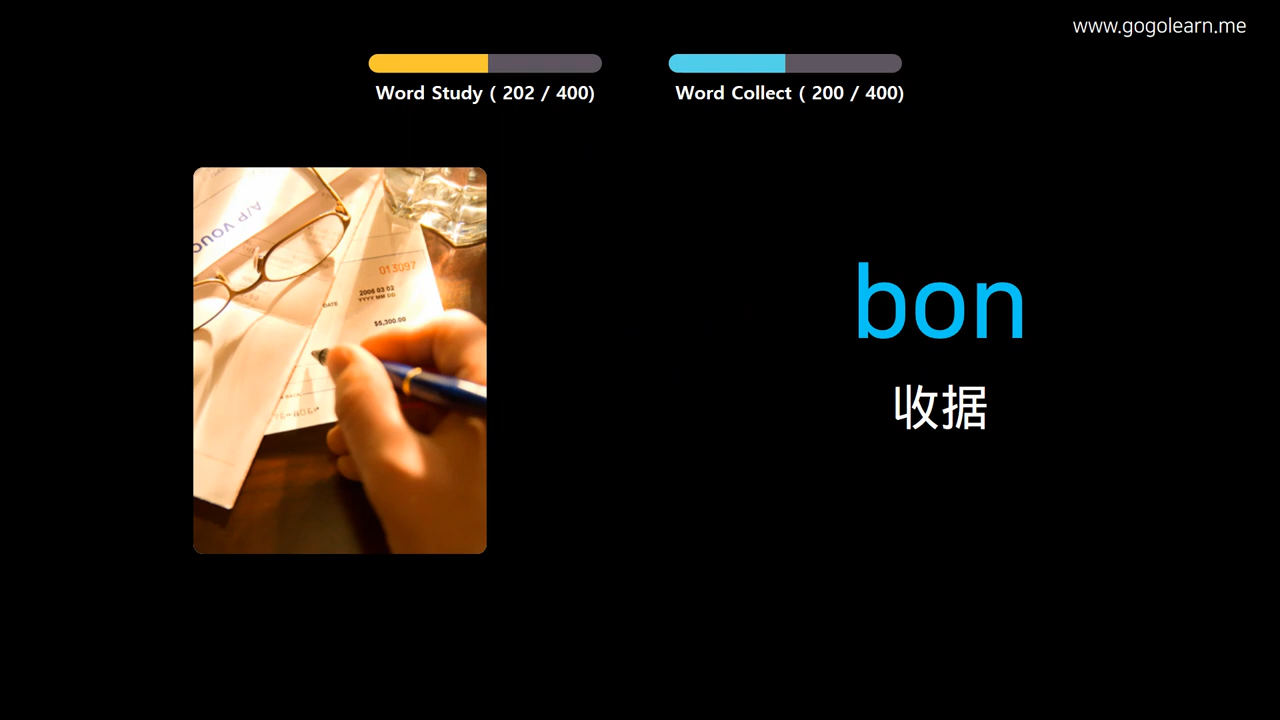 www.gogolearn.me
Word Study ( 202 / 400)
Word Collect ( 200 / 400)
A/P VOUC
013097
DATE
2006 03 02
YYYY MM DD
$5,300.00
bon
收据